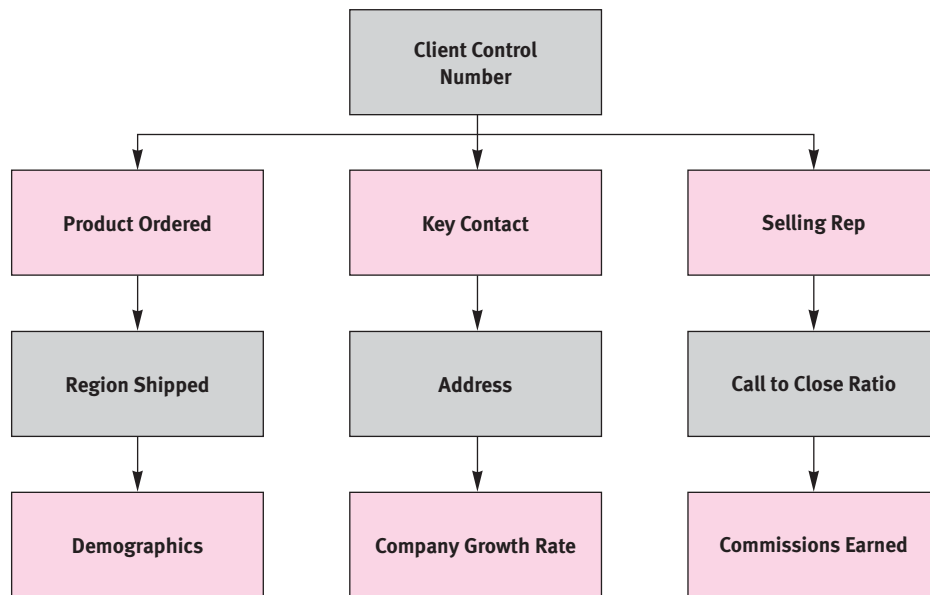 Client Control
Number
Product Ordered
Key Contact
Selling Rep
Region Shipped
Address
Call to Close Ratio
Demographics
Company Growth Rate
Commissions Earned